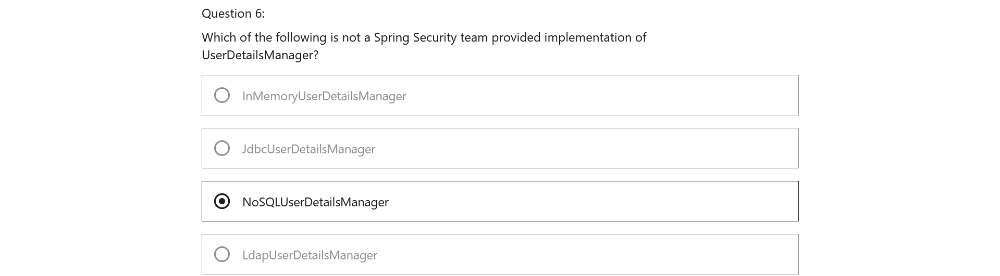 Question 6:
Which of the following is not a Spring Security team provided implementation of
UserDetailsManager?
InMemoryUserDetailsManager
JdbcUserDetailsManager
NoSQLUserDetailsManager
LdapUserDetailsManager